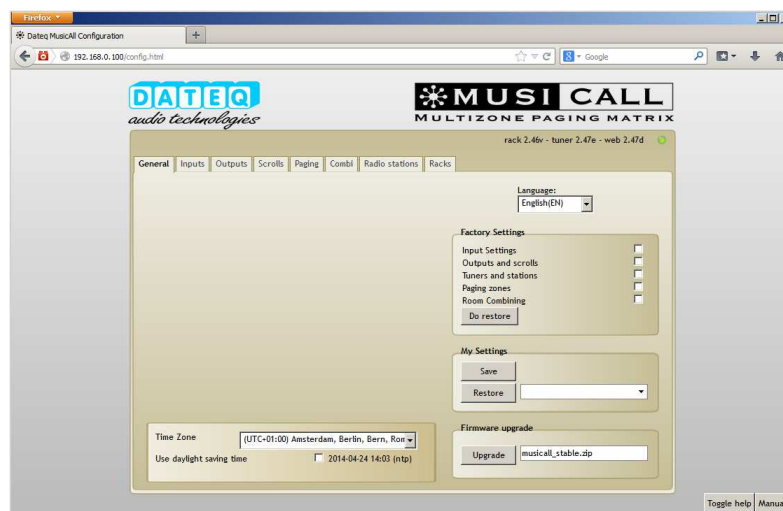 Firefox
Dateq MusicAll Configuration
192.168.0.100/config.html
Google
DATEQ
audio technologies
MUSI CALL
MULTIZONE PAGING MATRIX
rack 2.46v - tuner 2.47e - web 2.47d
General Inputs Outputs Scrolls Paging Combi Radio stations Racks
Language:
English(EN)
Factory Settings
Input Settings
Outputs and scrolls
Tuners and stations
Paging zones
Room Combining
Do restore
My Settings
Save
Restore
Firmware upgrade
Upgrade musicall_stable.zip
Time Zone (UTC+01:00) Amsterdam, Berlin, Bern, Rom
Use daylight saving time 2014-04-24 14:03 (ntp)
Toggle help Manua